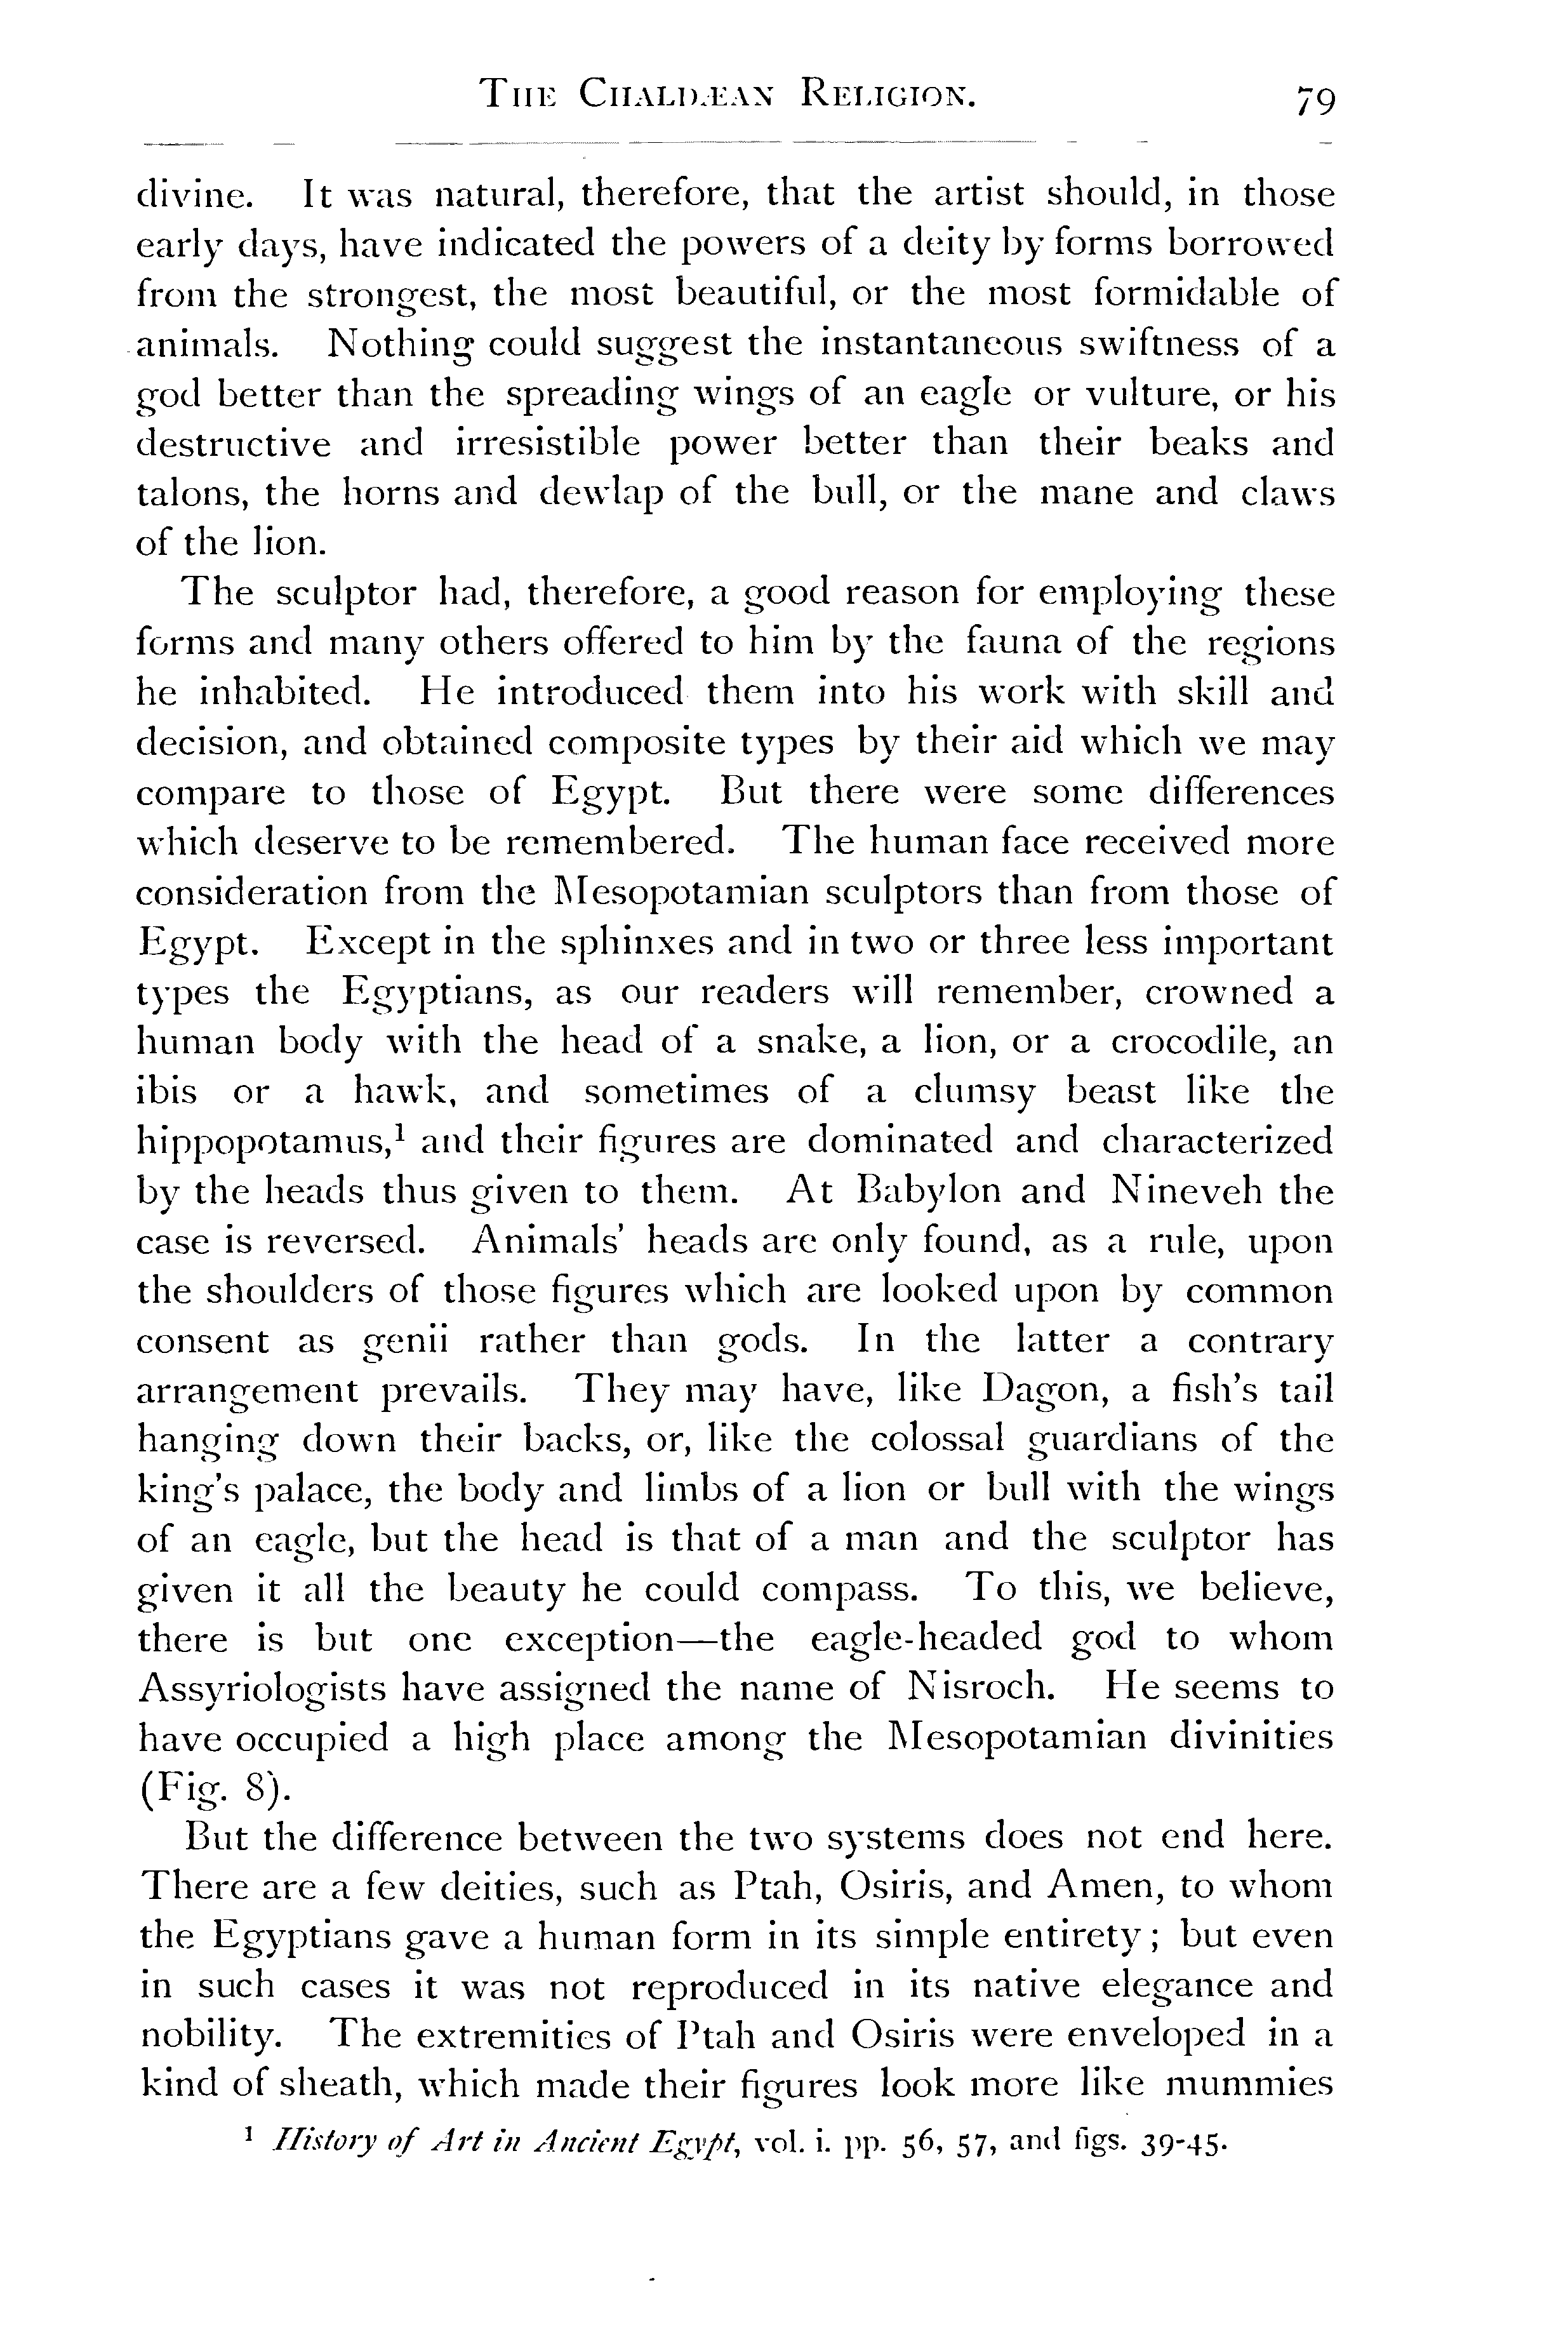 THE CHALDÆAN RELIGION. 79
divine. It was natural, therefore, that the artist should, in those
early days, have indicated the powers of a deity by forms borrowed
from the strongest, the most beautiful, or the most formidable of
animals. Nothing could suggest the instantaneous swiftness of a
god better than the spreading wings of an eagle or vulture, or his
destructive and irresistible power better than their beaks and
talons, the horns and dewlap of the bull, or the mane and claws
of the lion.
The sculptor had, therefore, a good reason for employing these
forms and many others offered to him by the fauna of the regions
he inhabited. He introduced them into his work with skill and
decision, and obtained composite types by their aid which we may
compare to those of Egypt. But there were some differences
which deserve to be remembered. The human face received more
consideration from the Mesopotamian sculptors than from those of
Egypt. Except in the sphinxes and in two or three less important
types the Egyptians, as our readers will remember, crowned a
human body with the head of a snake, a lion, or a crocodile, an
ibis or a hawk, and sometimes of a clumsy beast like the
hippopotamus,¹ and their figures are dominated and characterized
by the heads thus given to them. At Babylon and Nineveh the
case is reversed. Animals' heads are only found, as a rule, upon
the shoulders of those figures which are looked upon by common
consent as genii rather than gods. In the latter a contrary
arrangement prevails. They may have, like Dagon, a fish's tail
hanging down their backs, or, like the colossal guardians of the
king's palace, the body and limbs of a lion or bull with the wings
of an eagle, but the head is that of a man and the sculptor has
given it all the beauty he could compass. To this, we believe,
there is but one exception—the eagle-headed god to whom
Assyriologists have assigned the name of Nisroch. He seems to
have occupied a high place among the Mesopotamian divinities
(Fig. 8).
But the difference between the two systems does not end here.
There are a few deities, such as Ptah, Osiris, and Amen, to whom
the Egyptians gave a human form in its simple entirety; but even
in such cases it was not reproduced in its native elegance and
nobility. The extremities of Ptah and Osiris were enveloped in a
kind of sheath, which made their figures look more like mummies
¹ History of Art in Ancient Egypt, vol. i. pp. 56, 57, and figs. 39-45.